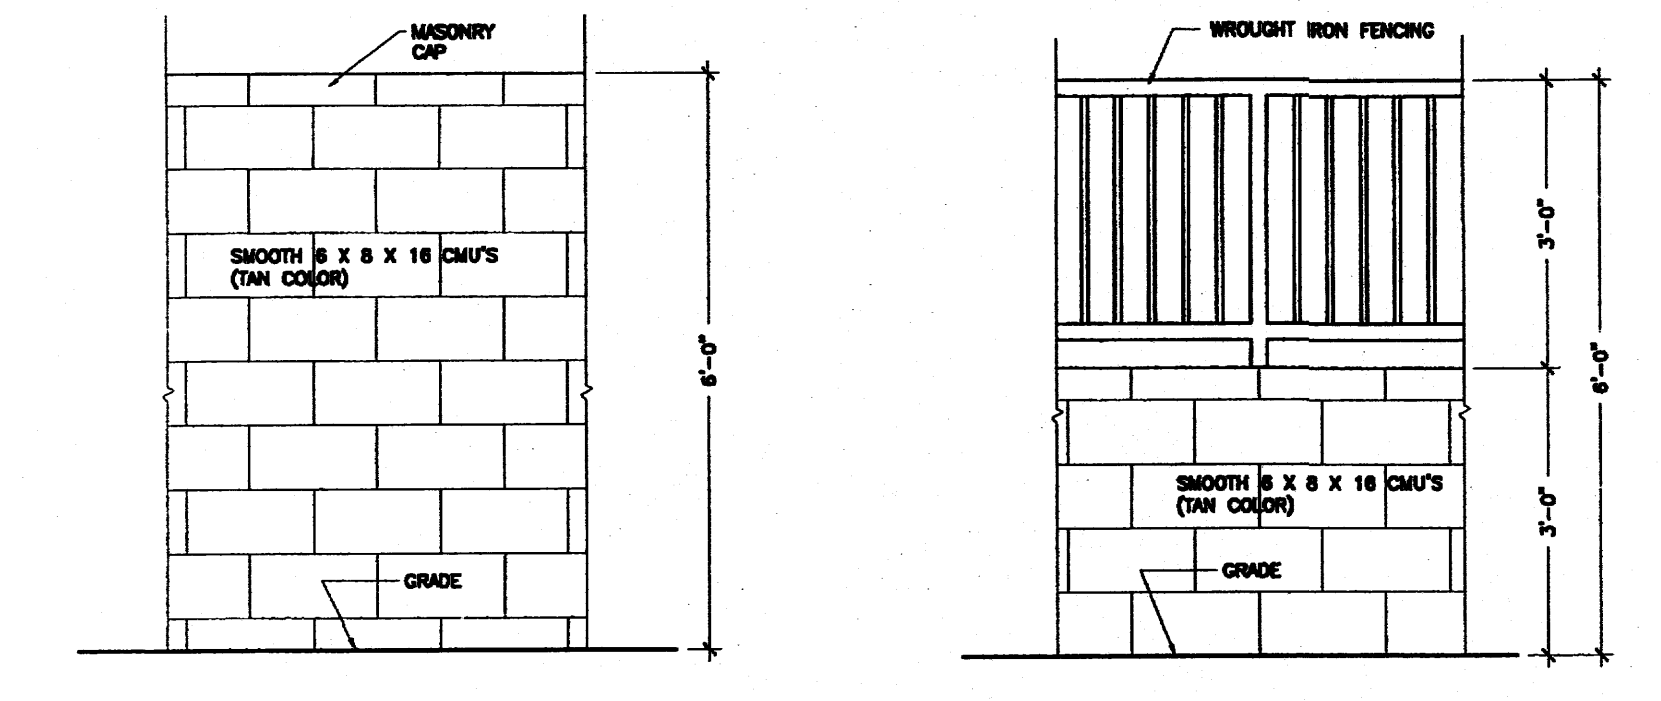 MASONRY
CAP
SMOOTH 6 X 8 X 16 CMU'S
(TAN COLOR)
GRADE
6'-0"
WROUGHT IRON FENCING
3'-0"
6'-0"
SMOOTH 6 X 8 X 16 CMU'S
(TAN COLOR)
3'-0"
GRADE